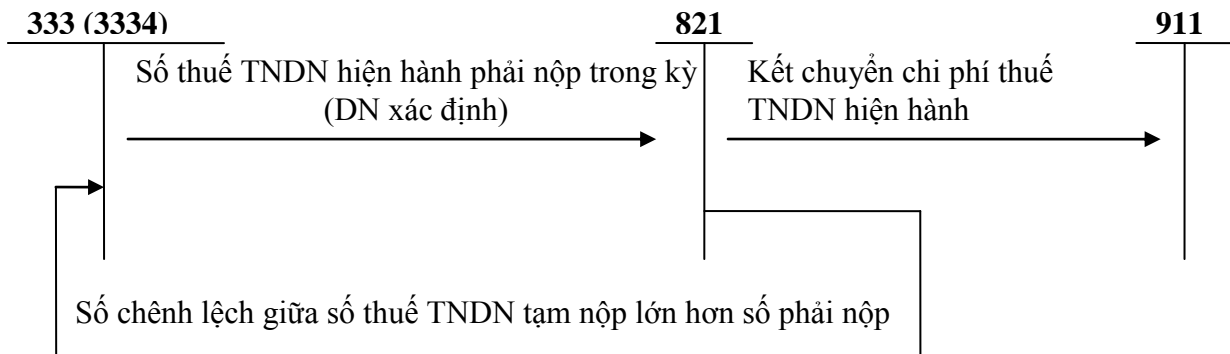 333 (3334) 821 911
Số thuế TNDN hiện hành phải nộp trong kỳ
(DN xác định)
Kết chuyển chi phí thuế
TNDN hiện hành
Số chênh lệch giữa số thuế TNDN tạm nộp lớn hơn số phải nộp